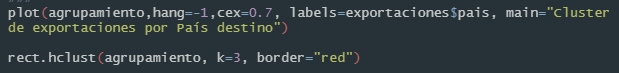 plot(agrupamiento,hang=-1,cex=0.7, labels=exportaciones$pais, main="Cluster
de exportaciones por País destino")
rect.hclust(agrupamiento, k=3, border="red")